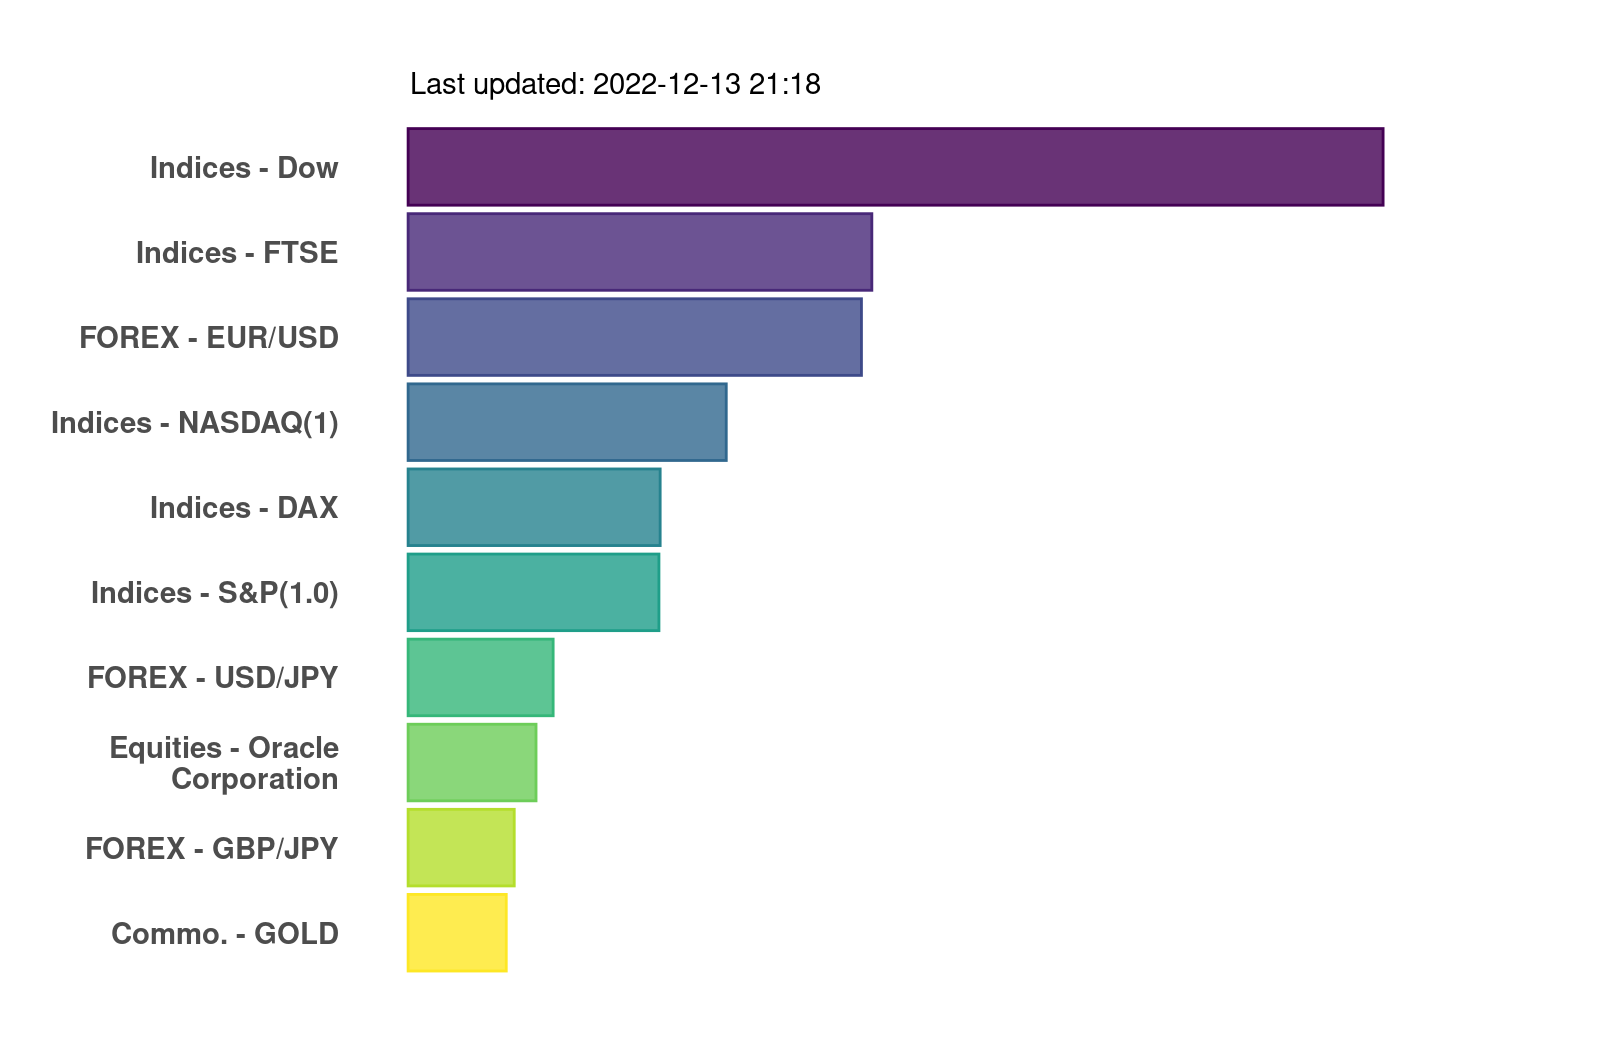 Last updated: 2022-12-13 21:18
Indices - Dow
Indices - FTSE
FOREX - EUR/USD
Indices - NASDAQ(1)
Indices - DAX
Indices - S&P(1.0)
FOREX - USD/JPY
Equities - Oracle
Corporation
FOREX - GBP/JPY
Commo. - GOLD